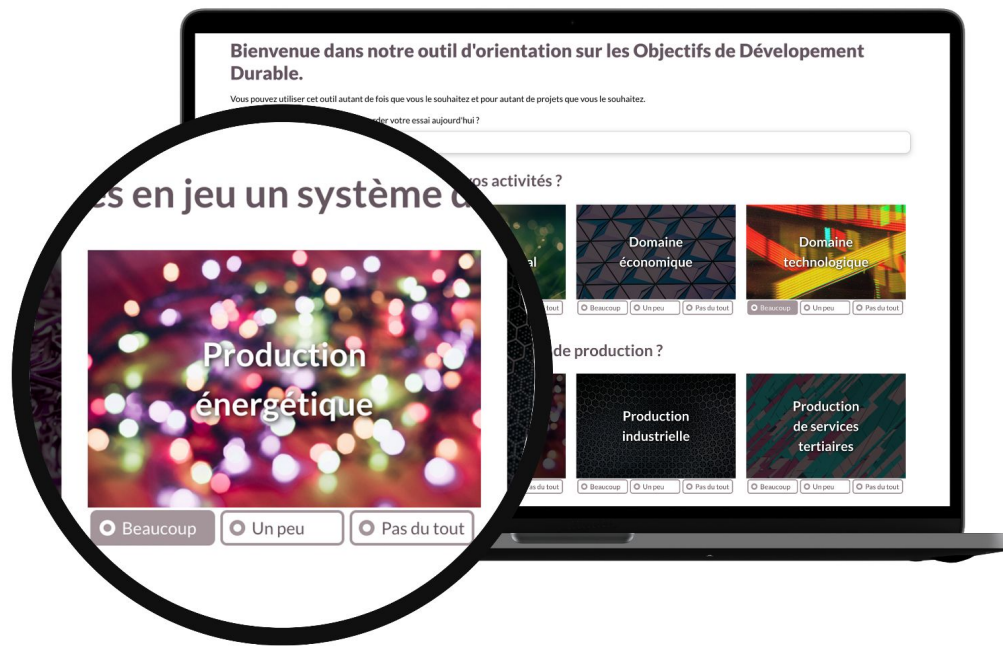 Bienvenue dans notre outil d'orientation sur les Objectifs de Dévelopement
Durable.
Vous pouvez utiliser cet outil autant de fois que vous le souhaitez et pour autant de projets que vous le souhaitez.
votre essai aujourd'hui ?
vos activités ?
Domaine
économique
Domaine
technologique
Beaucoup Un peu Pas du tout
Beaucoup Un peu Pas du tout
en jeu un système
de production ?
Production
énergétique
Beaucoup Un peu Pas du tout
Production
industrielle
Production
de services
tertiaires
Beaucoup Un peu Pas du tout
Beaucoup Un peu Pas du tout